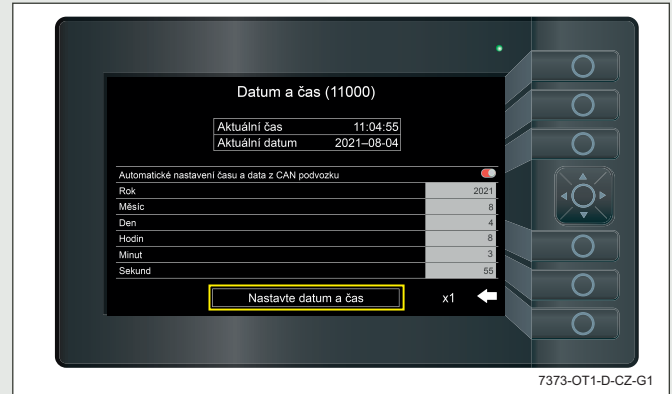 Datum a čas (11000)
Aktuální čas 11:04:55
Aktuální datum 2021–08-04
Automatické nastavení času a data z CAN podvozku
Rok 2021
Měsíc 8
Den 4
Hodin 8
Minut 3
Sekund 55
Nastavte datum a čas x1
7373-OT1-D-CZ-G1